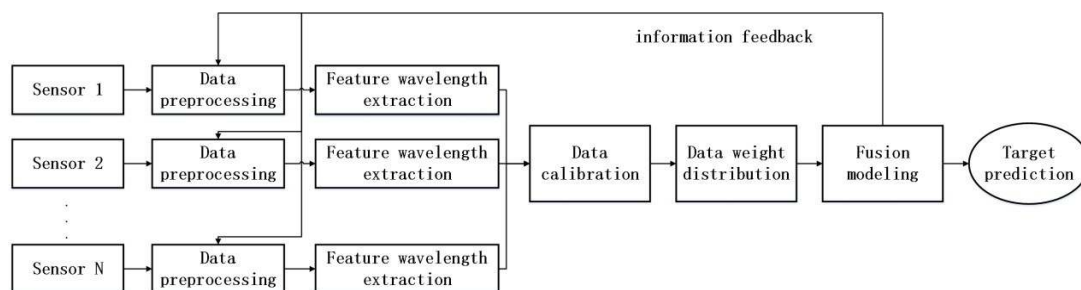 information feedback
Sensor 1
Data
preprocessing
Feature wavelength
extraction
Sensor 2
Data
preprocessing
Feature wavelength
extraction
Data
calibration
Data weight
distribution
Fusion
modeling
Target
prediction
Sensor N
Data
preprocessing
Feature wavelength
extraction